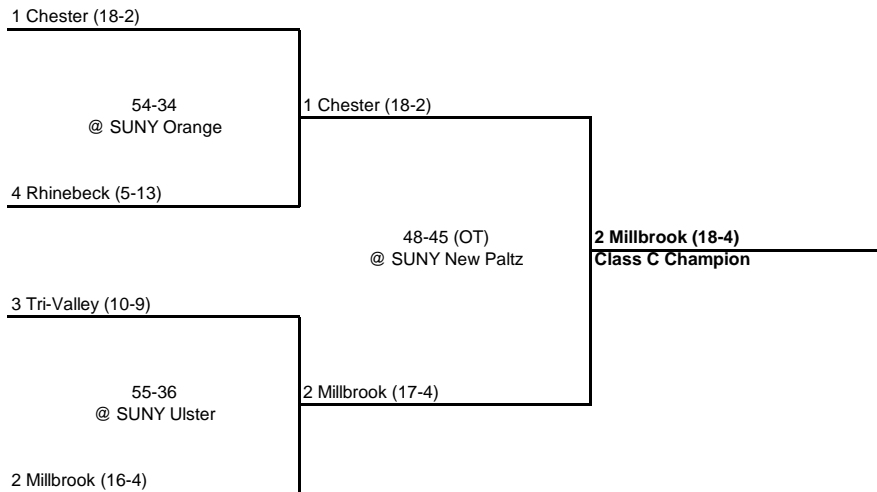 1 Chester (18-2)
54-34
@ SUNY Orange
1 Chester (18-2)
4 Rhinebeck (5-13)
48-45 (OT)
@ SUNY New Paltz
2 Millbrook (18-4)
Class C Champion
3 Tri-Valley (10-9)
55-36
@ SUNY Ulster
2 Millbrook (17-4)
2 Millbrook (16-4)